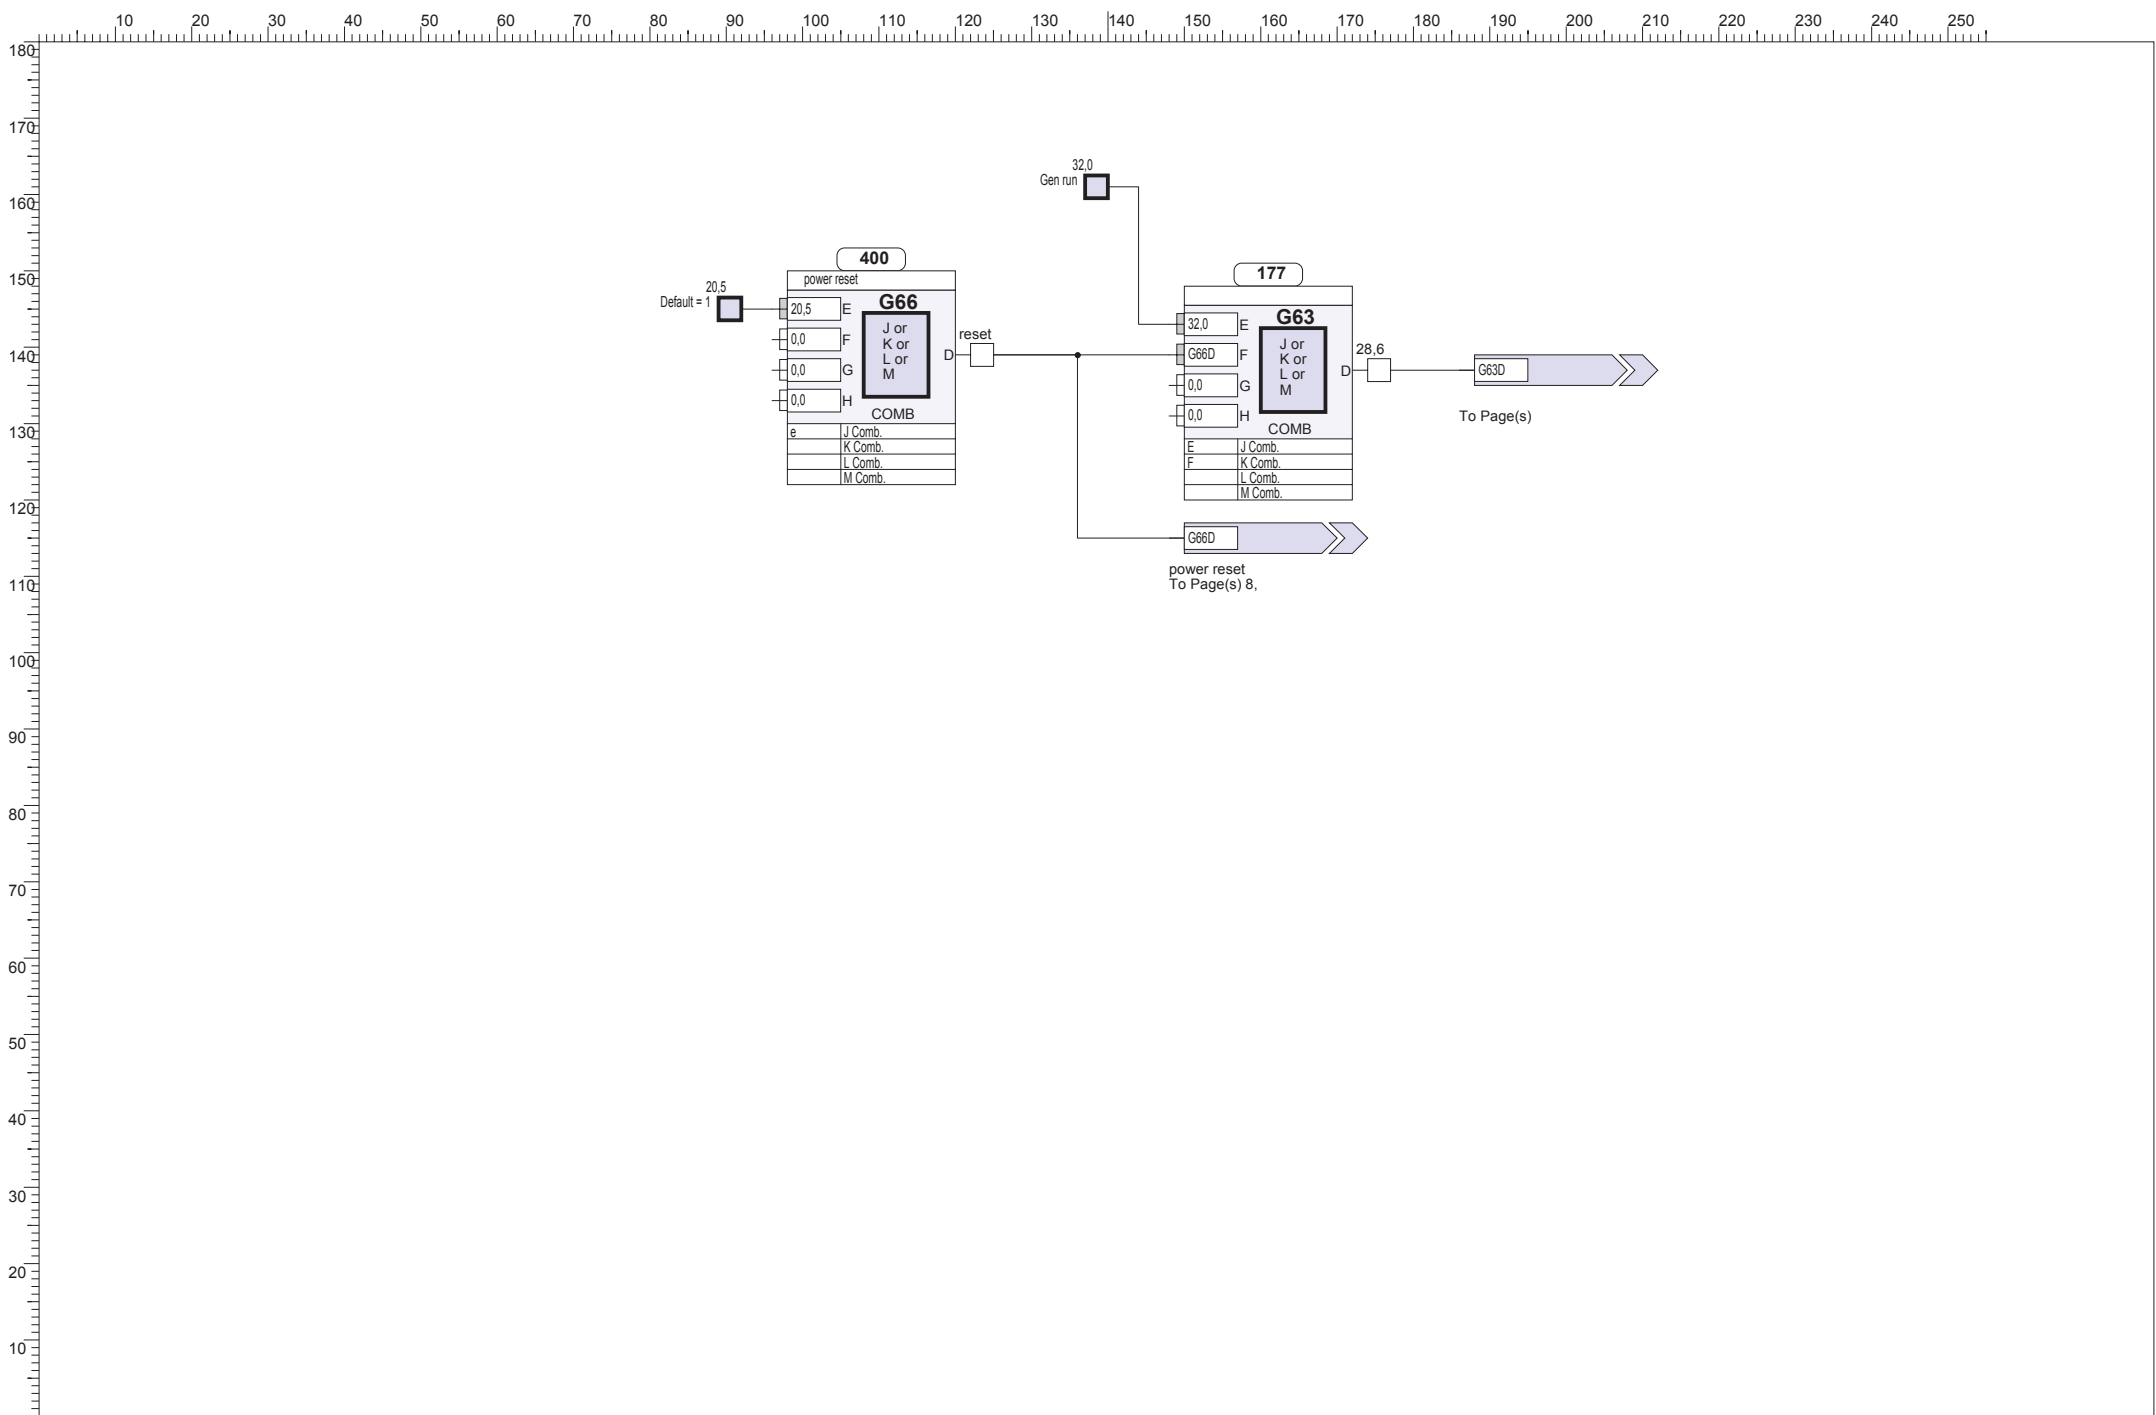 10 20 30 40 50 60 70 80 90 100 110 120 130 140 150 160 170 180 190 200 210 220 230 240 250
180
170
160
150
140
130
120
110
100
90
80
70
60
50
40
30
20
10
32,0
Gen run
20,5
Default = 1
400
power reset
G66
20,5 E
0,0 F
0,0 G
0,0 H
J or
K or
L or
M
D
COMB
e J Comb.
K Comb.
L Comb.
M Comb.
reset
177
G63
32,0 E
G66D F
0,0 G
0,0 H
J or
K or
L or
M
D
COMB
E J Comb.
F K Comb.
L Comb.
M Comb.
28,6
G63D
To Page(s)
G66D
power reset
To Page(s) 8,